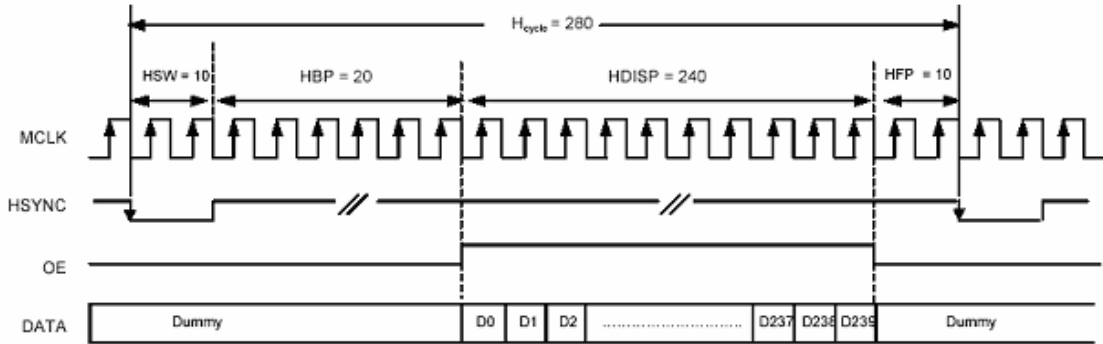 Hcycle = 280
HSW = 10
HBP = 20
HDISP = 240
HFP = 10
MCLK
HSYNC
OE
DATA
Dummy
D0
D1
D2
..............................
D237
D238
D239
Dummy